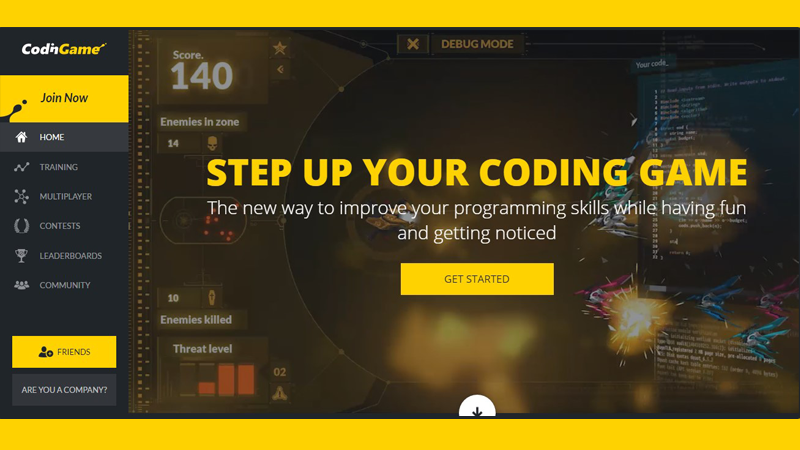 CodinGame
Join Now
HOME
TRAINING
MULTIPLAYER
CONTESTS
LEADERBOARDS
COMMUNITY
FRIENDS
ARE YOU A COMPANY?
Score.
140
Enemies in zone
14
10
Enemies killed
Threat level
02
DEBUG MODE
Your code_
STEP UP YOUR CODING GAME
The new way to improve your programming skills while having fun
and getting noticed
GET STARTED